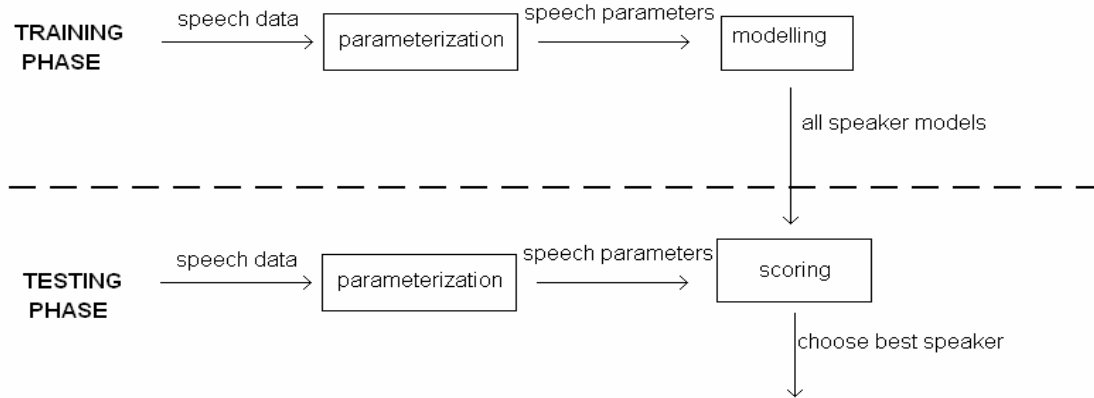 speech data
speech parameters
TRAINING
PHASE
parameterization
modelling
all speaker models
speech data
speech parameters
TESTING
PHASE
parameterization
scoring
choose best speaker